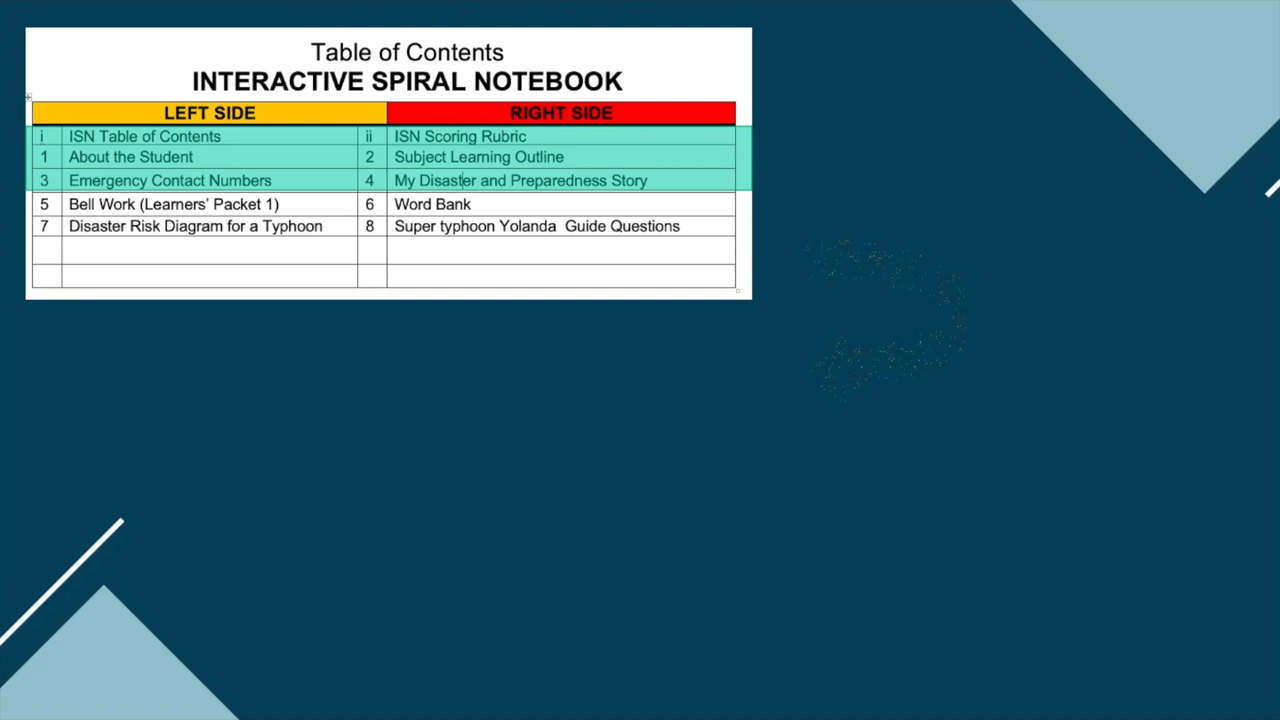 Table of Contents
INTERACTIVE SPIRAL NOTEBOOK
LEFT SIDE RIGHT SIDE
i ISN Table of Contents ii ISN Scoring Rubric
1 About the Student 2 Subject Learning Outline
3 Emergency Contact Numbers 4 My Disaster and Preparedness Story
5 Bell Work (Learners' Packet 1) 6 Word Bank
7 Disaster Risk Diagram for a Typhoon 8 Super typhoon Yolanda Guide Questions